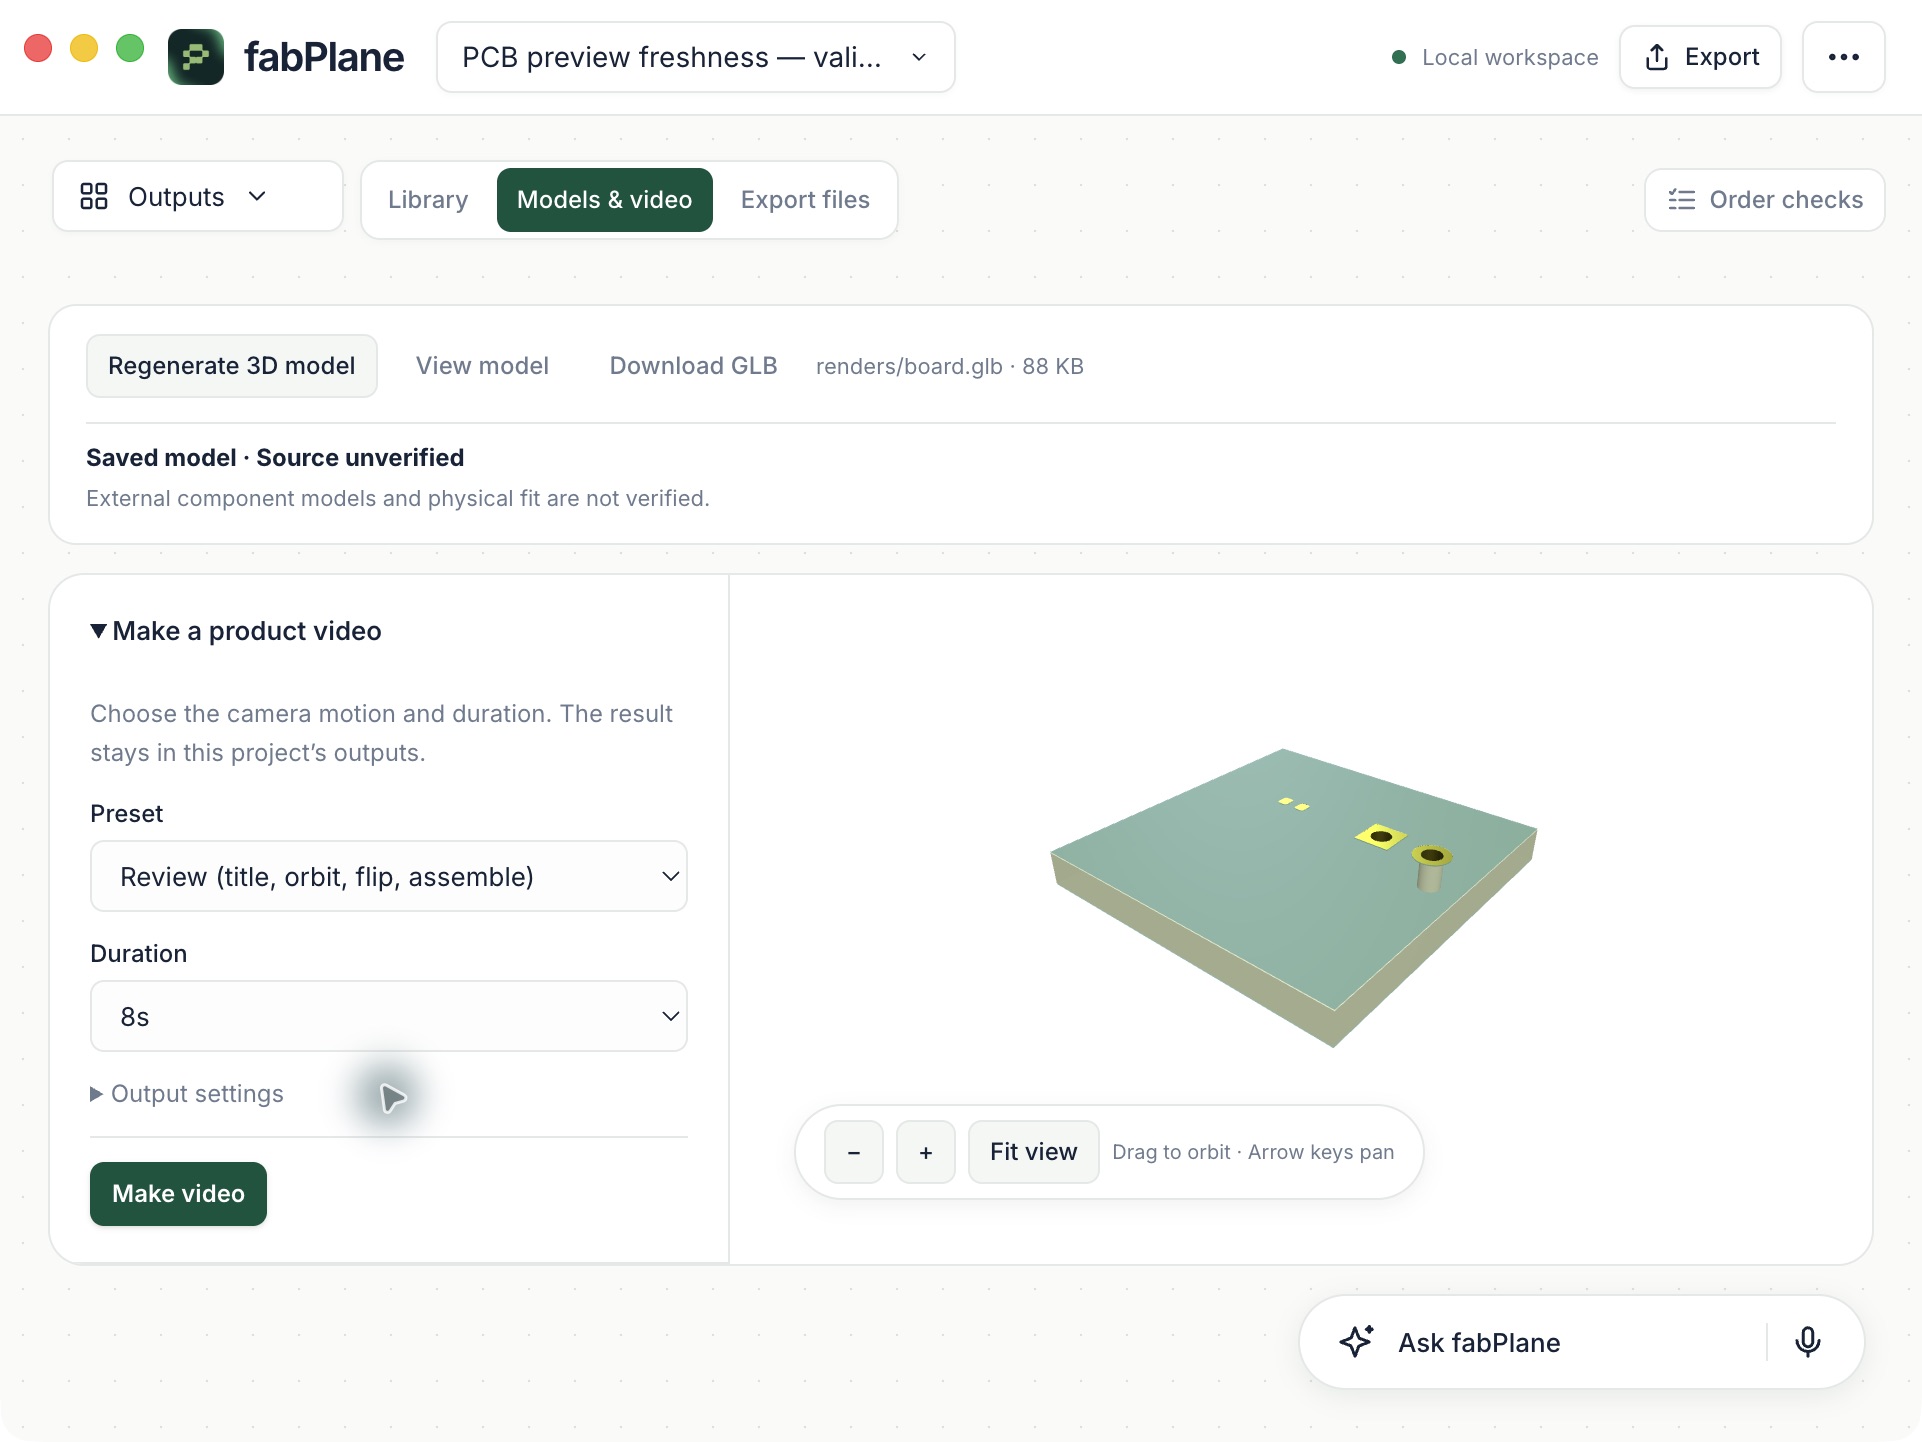 fabPlane
PCB preview freshness — vali...
Local workspace
Export
Outputs
Library
Models & video
Export files
Order checks
Regenerate 3D model
View model
Download GLB
renders/board.glb · 88 KB
Saved model · Source unverified
External component models and physical fit are not verified.
Make a product video
Choose the camera motion and duration. The result
stays in this project’s outputs.
Preset
Review (title, orbit, flip, assemble)
Duration
8s
Output settings
Make video
−
+
Fit view
Drag to orbit · Arrow keys pan
Ask fabPlane